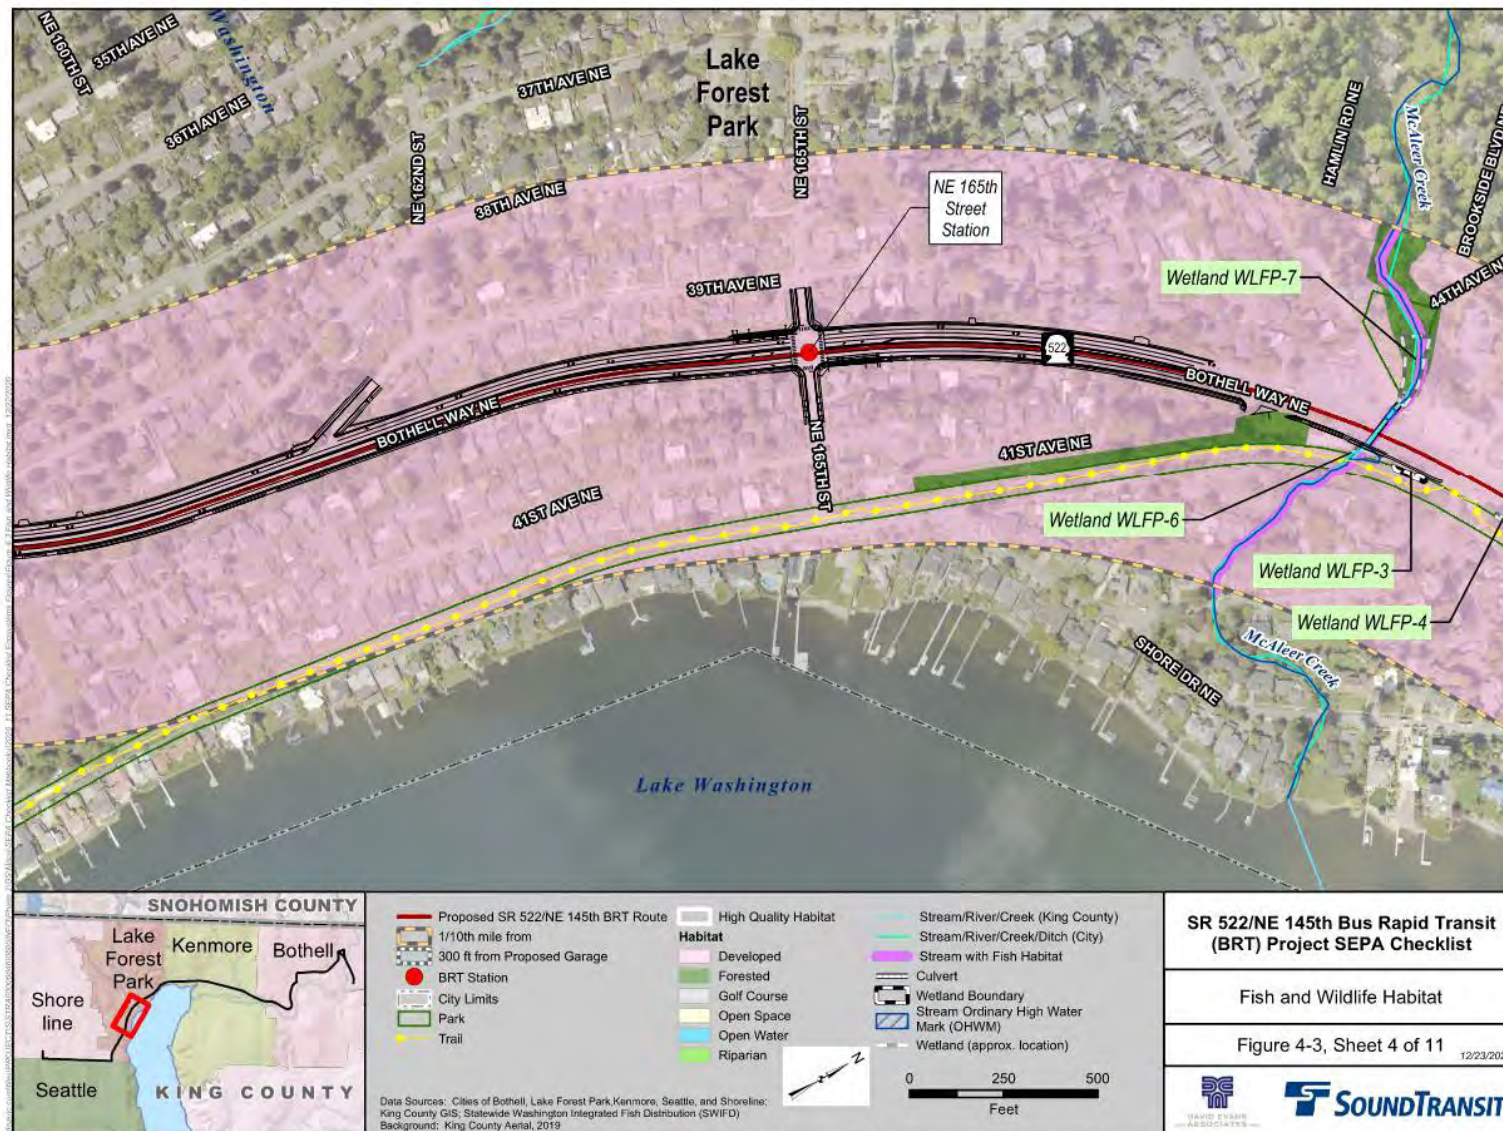 NE 160TH ST
35TH AVE NE
Washington
36TH AVE NE
37TH AVE NE
Lake
Forest
Park
NE 162ND ST
38TH AVE NE
NE 165TH ST
HAMLIN RD NE
McAleer Creek
BROOKSIDE BLVD NE
NE 165th
Street
Station
44TH AVE NE
Wetland WLFP-7
39TH AVE NE
522
BOTHELL WAY NE
BOTHELL WAY NE
41ST AVE NE
NE 165TH ST
41ST AVE NE
Wetland WLFP-6
Wetland WLFP-3
Wetland WLFP-4
McAleer Creek
SHORE DR NE
Lake Washington
SNOHOMISH COUNTY
Lake
Forest
Park
Kenmore
Bothell
Shore
line
Seattle
KING COUNTY
Proposed SR 522/NE 145th BRT Route
1/10th mile from
300 ft from Proposed Garage
BRT Station
City Limits
Park
Trail
High Quality Habitat
Habitat
Developed
Forested
Golf Course
Open Space
Open Water
Riparian
Stream/River/Creek (King County)
Stream/River/Creek/Ditch (City)
Stream with Fish Habitat
Culvert
Wetland Boundary
Stream Ordinary High Water
Mark (OHWM)
Wetland (approx. location)
N
0 250 500
Feet
Data Sources: Cities of Bothell, Lake Forest Park,Kenmore, Seattle, and Shoreline;
King County GIS; Statewide Washington Integrated Fish Distribution (SWIFD)
Background: King County Aerial, 2019
SR 522/NE 145th Bus Rapid Transit
(BRT) Project SEPA Checklist
Fish and Wildlife Habitat
Figure 4-3, Sheet 4 of 11
DAVID EVANS
ASSOCIATES
SOUNDTRANSIT